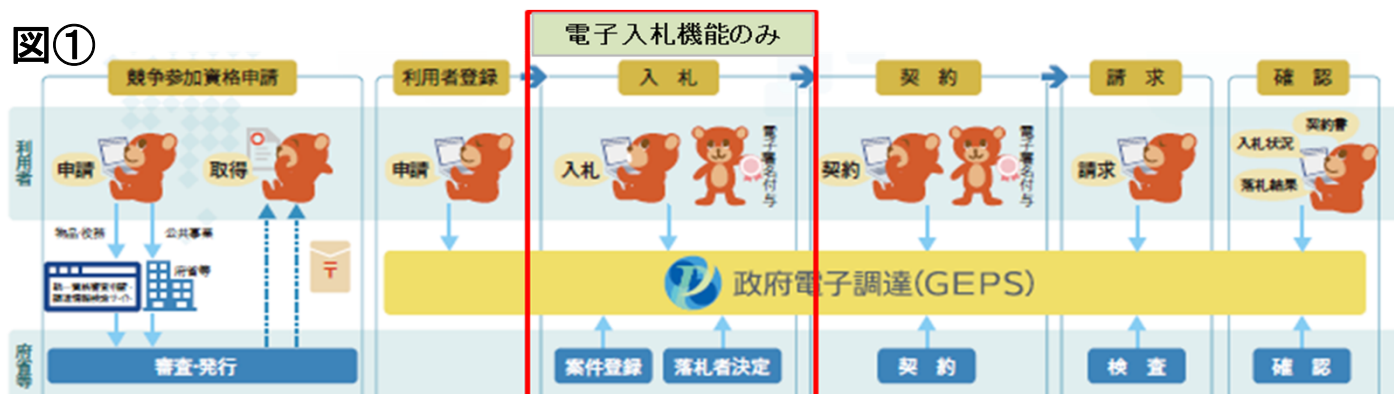 図①
電子入札機能のみ
競争参加資格申請
利用者登録
入札
契約
請求
確認
利用者
申請
取得
申請
入札
電子署名付与
契約
電子署名付与
請求
契約書
入札状況
落札結果
物品・役務
公共事業
府省等
〒
政府電子調達(GEPS)
府省等
審査・発行
案件登録
落札者決定
契約
検査
確認